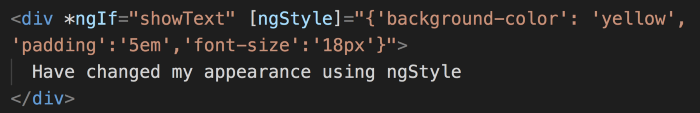 <div *ngIf="showText" [ngStyle]="{'background-color': 'yellow',
'padding':'5em','font-size':'18px'}">
Have changed my appearance using ngStyle
</div>